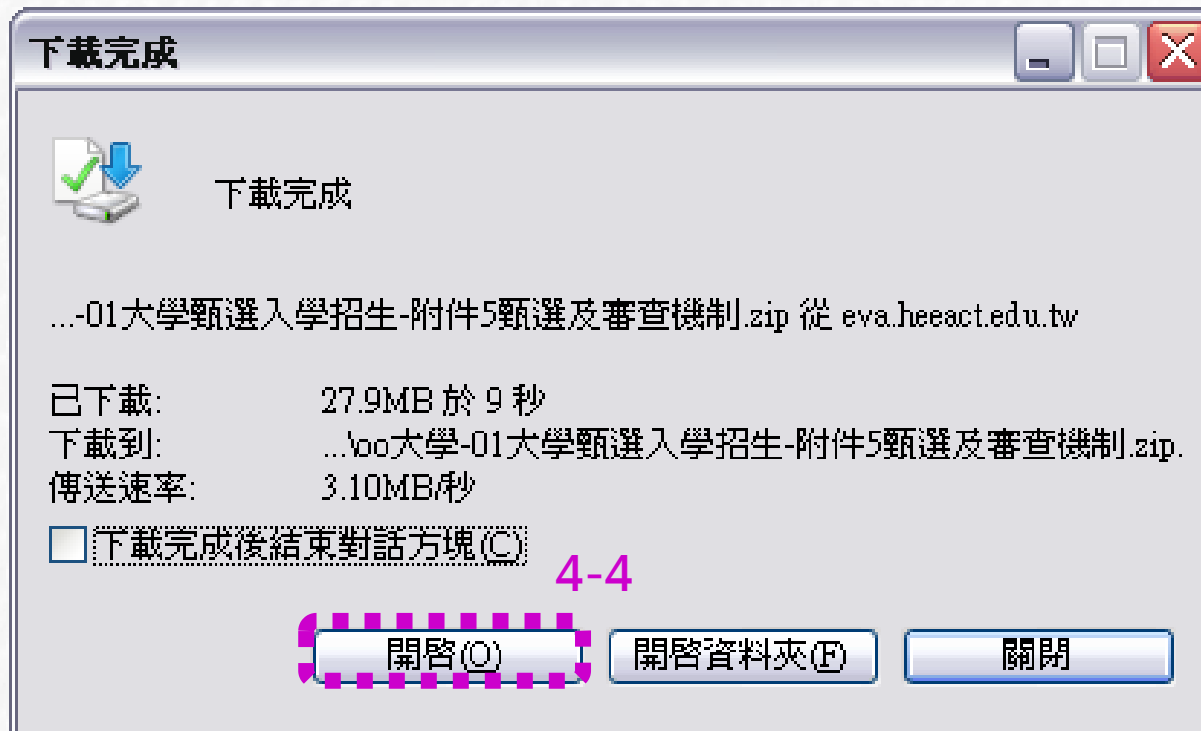 下載完成
下載完成
...-01大學甄選入學招生-附件5甄選及審查機制.zip 從 eva.heeact.edu.tw
已下載: 27.9MB 於 9 秒
下載到: ...\oo大學-01大學甄選入學招生-附件5甄選及審查機制.zip.
傳送速率: 3.10MB/秒
下載完成後結束對話方塊(C)
4-4
開啓(O) 開啓資料夾(F) 關閉